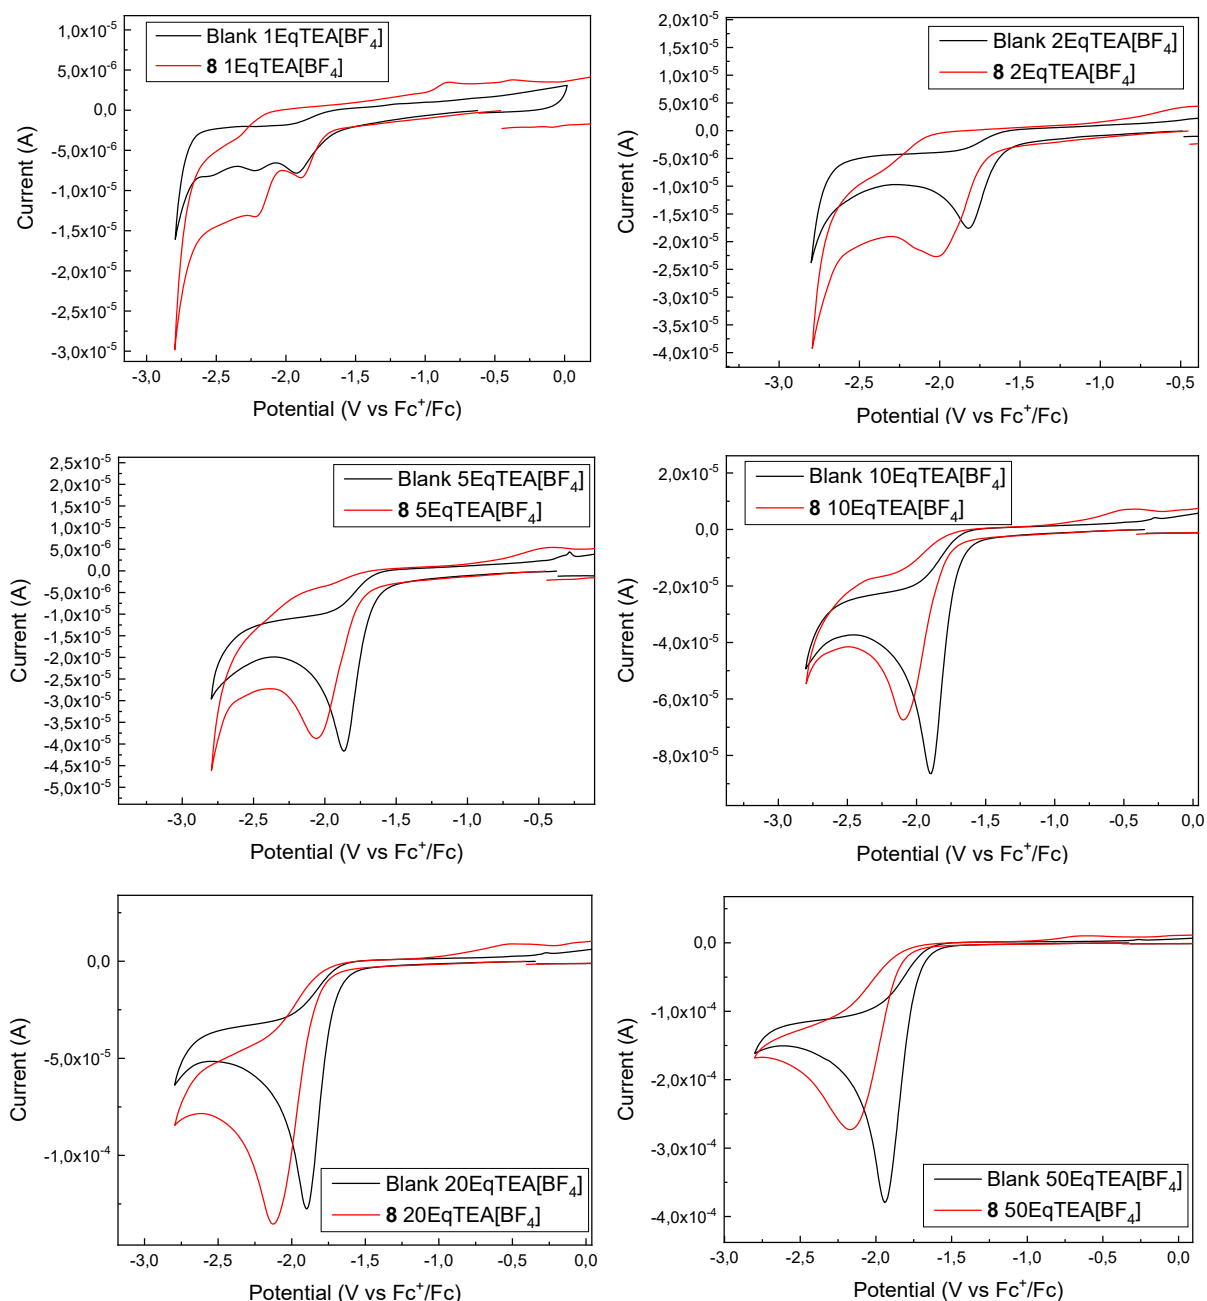 Blank 1EqTEA[BF4]
8 1EqTEA[BF4]
1,0x10-5
5,0x10-6
0,0
-5,0x10-6
-1,0x10-5
-1,5x10-5
-2,0x10-5
-2,5x10-5
-3,0x10-5
Current (A)
-3,0 -2,5 -2,0 -1,5 -1,0 -0,5 0,0
Potential (V vs Fc+/Fc)
Blank 2EqTEA[BF4]
8 2EqTEA[BF4]
2,0x10-5
1,5x10-5
1,0x10-5
5,0x10-6
0,0
-5,0x10-6
-1,0x10-5
-1,5x10-5
-2,0x10-5
-2,5x10-5
-3,0x10-5
-3,5x10-5
-4,0x10-5
Current (A)
-3,0 -2,5 -2,0 -1,5 -1,0 -0,5
Potential (V vs Fc+/Fc)
Blank 5EqTEA[BF4]
8 5EqTEA[BF4]
2,5x10-5
2,0x10-5
1,5x10-5
1,0x10-5
5,0x10-6
0,0
-5,0x10-6
-1,0x10-5
-1,5x10-5
-2,0x10-5
-2,5x10-5
-3,0x10-5
-3,5x10-5
-4,0x10-5
-4,5x10-5
-5,0x10-5
Current (A)
-3,0 -2,5 -2,0 -1,5 -1,0 -0,5
Potential (V vs Fc+/Fc)
Blank 10EqTEA[BF4]
8 10EqTEA[BF4]
2,0x10-5
0,0
-2,0x10-5
-4,0x10-5
-6,0x10-5
-8,0x10-5
Current (A)
-3,0 -2,5 -2,0 -1,5 -1,0 -0,5 0,0
Potential (V vs Fc+/Fc)
0,0
-5,0x10-5
-1,0x10-4
Current (A)
Blank 20EqTEA[BF4]
8 20EqTEA[BF4]
-3,0 -2,5 -2,0 -1,5 -1,0 -0,5 0,0
Potential (V vs Fc+/Fc)
0,0
-1,0x10-4
-2,0x10-4
-3,0x10-4
-4,0x10-4
Current (A)
Blank 50EqTEA[BF4]
8 50EqTEA[BF4]
-3,0 -2,5 -2,0 -1,5 -1,0 -0,5 0,0
Potential (V vs Fc+/Fc)